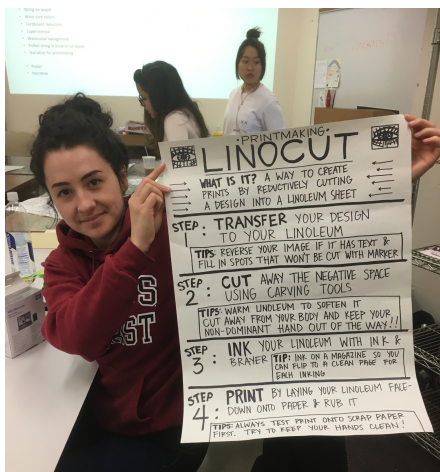 • PRINTMAKING •
LINOCUT
WHAT IS IT? A WAY TO CREATE
PRINTS BY REDUCTIVELY CUTTING
A DESIGN INTO A LINOLEUM SHEET
STEP 1: TRANSFER YOUR DESIGN
TO YOUR LINOLEUM
TIPS: REVERSE YOUR IMAGE IF IT HAS TEXT &
FILL IN SPOTS THAT WON'T BE CUT WITH MARKER
STEP 2: CUT AWAY THE NEGATIVE SPACE
USING CARVING TOOLS
TIPS: WARM LINOLEUM TO SOFTEN IT
CUT AWAY FROM YOUR BODY AND KEEP YOUR
NON-DOMINANT HAND OUT OF THE WAY!!
STEP 3: INK YOUR LINOLEUM WITH INK &
BRAYER
TIP: INK ON A MAGAZINE SO YOU
CAN FLIP TO A CLEAN PAGE FOR
EACH INKING
STEP 4: PRINT BY LAYING YOUR LINOLEUM FACE-
DOWN ONTO PAPER & RUB IT
TIPS: ALWAYS TEST PRINT ONTO SCRAP PAPER
FIRST. TRY TO KEEP YOUR HANDS CLEAN!
S
ST